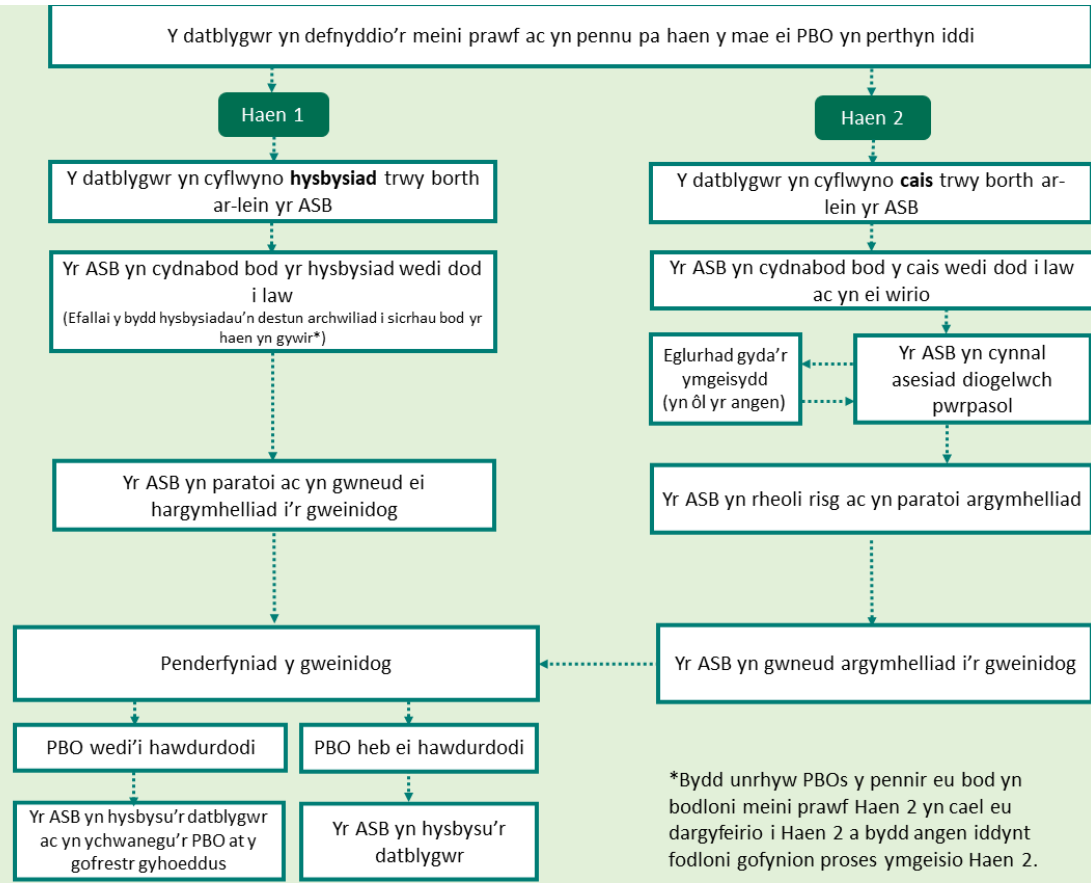 Y datblygwr yn defnyddio’r meini prawf ac yn pennu pa haen y mae ei PBO yn perthyn iddi
Haen 1
Y datblygwr yn cyflwyno hysbysiad trwy borth
ar-lein yr ASB
Yr ASB yn cydnabod bod yr hysbysiad wedi dod
i law
(Efallai y bydd hysbysiadau’n destun archwiliad i sicrhau bod yr
haen yn gywir*)
Yr ASB yn paratoi ac yn gwneud ei
hargymhelliad i’r gweinidog
Haen 2
Y datblygwr yn cyflwyno cais trwy borth ar-
lein yr ASB
Yr ASB yn cydnabod bod y cais wedi dod i law
ac yn ei wirio
Yr ASB yn cynnal
asesiad diogelwch
pwrpasol
Eglurhad gyda’r
ymgeisydd
(yn ôl yr angen)
Yr ASB yn rheoli risg ac yn paratoi argymhelliad
Yr ASB yn gwneud argymhelliad i’r gweinidog
Penderfyniad y gweinidog
PBO wedi’i hawdurdodi
Yr ASB yn hysbysu’r datblygwr
ac yn ychwanegu’r PBO at y
gofrestr gyhoeddus
PBO heb ei hawdurdodi
Yr ASB yn hysbysu’r
datblygwr
*Bydd unrhyw PBOs y pennir eu bod yn
bodloni meini prawf Haen 2 yn cael eu
dargyfeirio i Haen 2 a bydd angen iddynt
fodloni gofynion proses ymgeisio Haen 2.